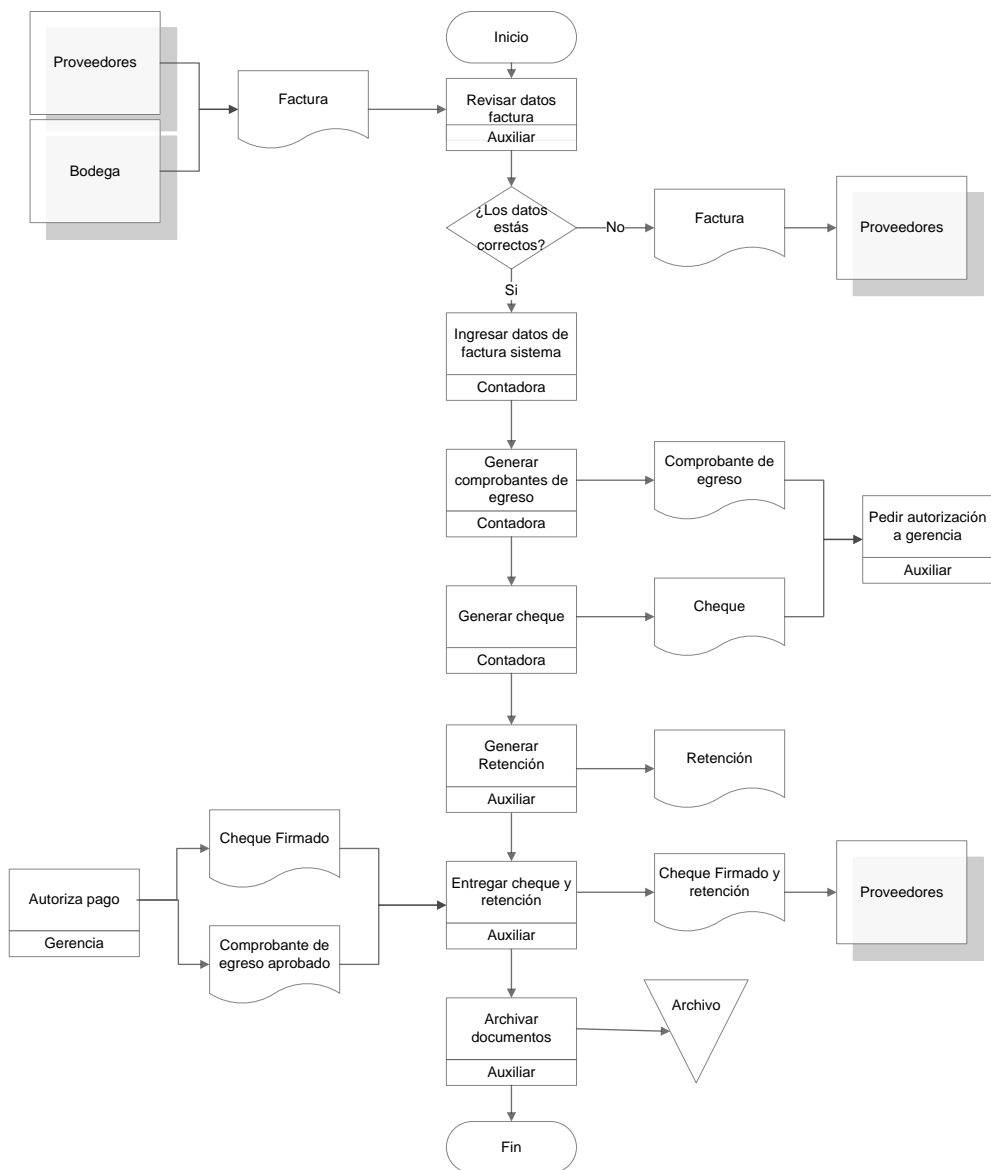 Inicio
Proveedores
Factura
Revisar datos
factura
Auxiliar
Bodega
¿Los datos
estás
correctos?
No
Factura
Proveedores
Si
Ingresar datos de
factura sistema
Contadora
Generar
comprobantes de
egreso
Contadora
Comprobante de
egreso
Pedir autorización
a gerencia
Auxiliar
Generar cheque
Contadora
Cheque
Generar
Retención
Auxiliar
Retención
Cheque Firmado
Autoriza pago
Gerencia
Comprobante de
egreso aprobado
Entregar cheque y
retención
Auxiliar
Cheque Firmado y
retención
Proveedores
Archivar
documentos
Auxiliar
Archivo
Fin